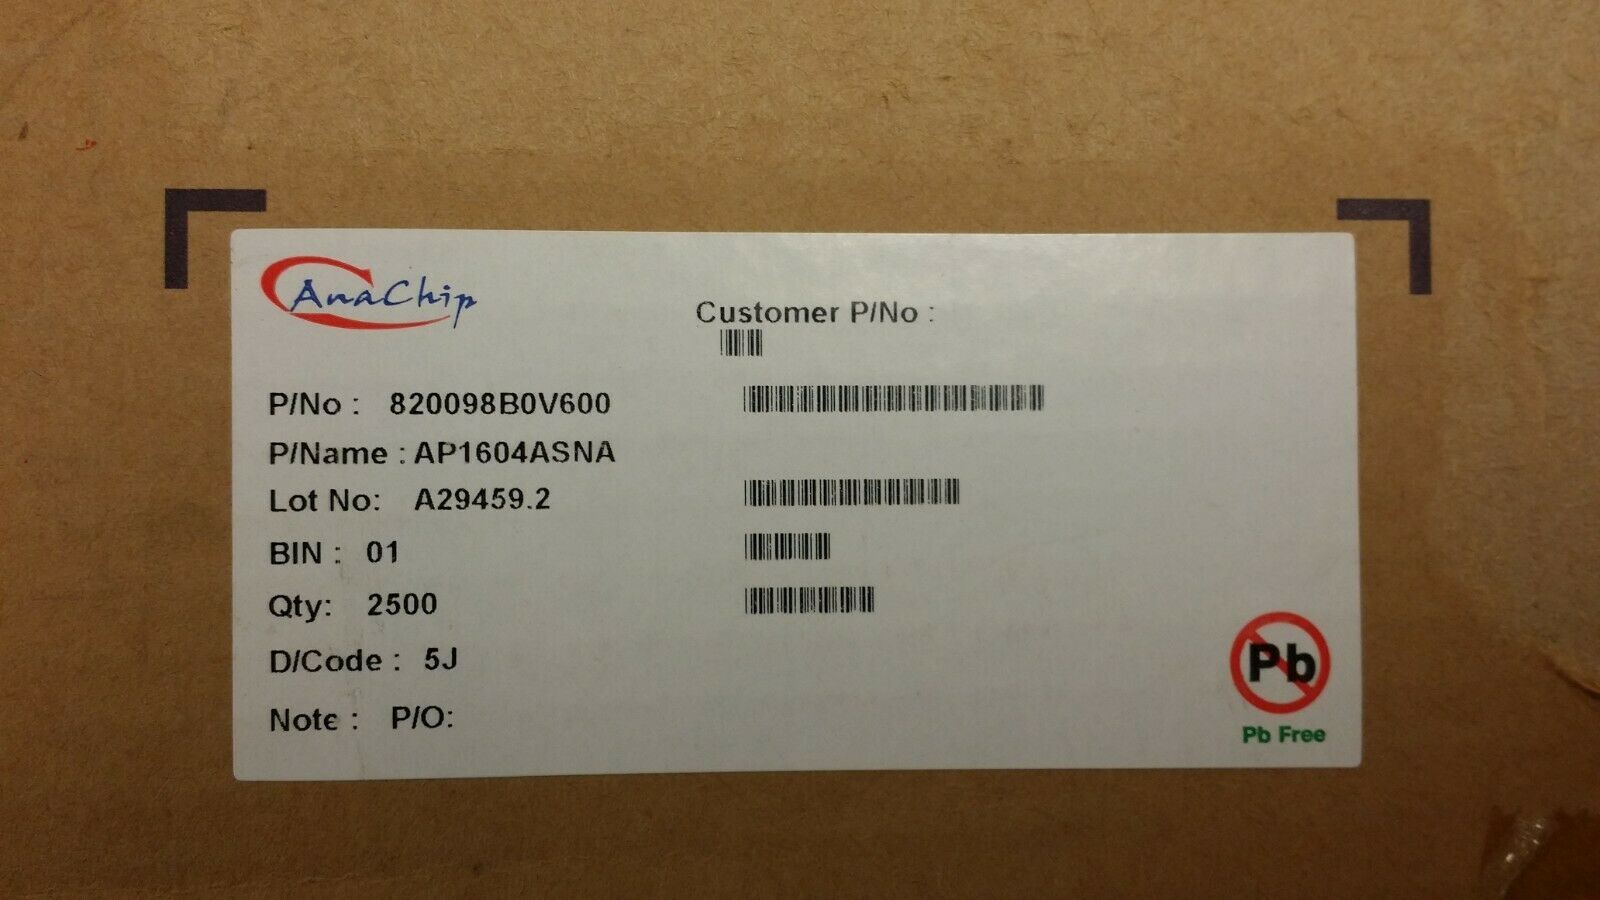 AnaChip
Customer P/No :
P/No : 820098B0V600
P/Name : AP1604ASNA
Lot No: A29459.2
BIN : 01
Qty: 2500
D/Code : 5J
Note : P/O:
Pb
Pb Free